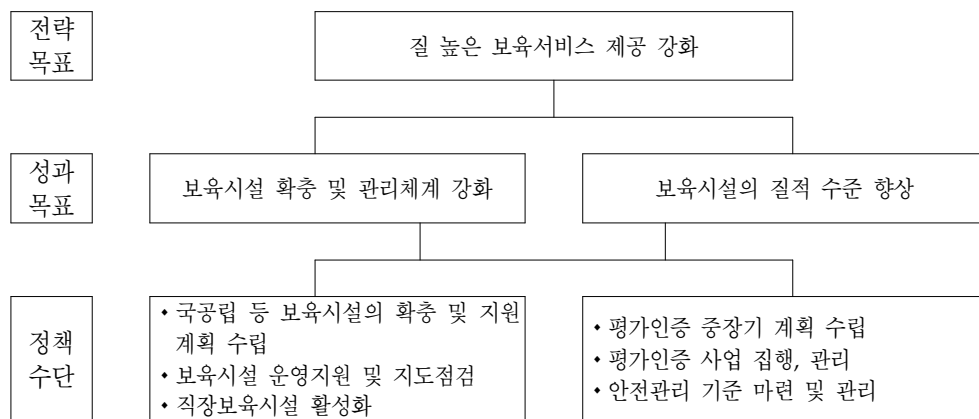 전략
목표
질 높은 보육서비스 제공 강화
성과
목표
보육시설 확충 및 관리체계 강화
보육시설의 질적 수준 향상
정책
수단
• 국공립 등 보육시설의 확충 및 지원
계획 수립
• 보육시설 운영지원 및 지도점검
• 직장보육시설 활성화
• 평가인증 중장기 계획 수립
• 평가인증 사업 집행, 관리
• 안전관리 기준 마련 및 관리